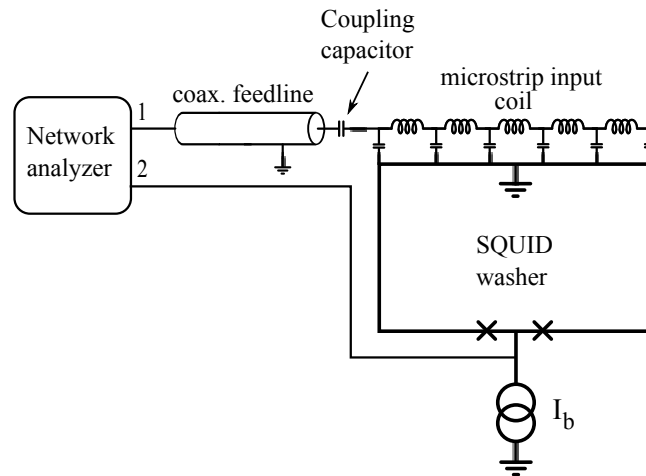 Coupling
capacitor
coax. feedline
microstrip input
coil
Network
analyzer
1
2
SQUID
washer
I_b